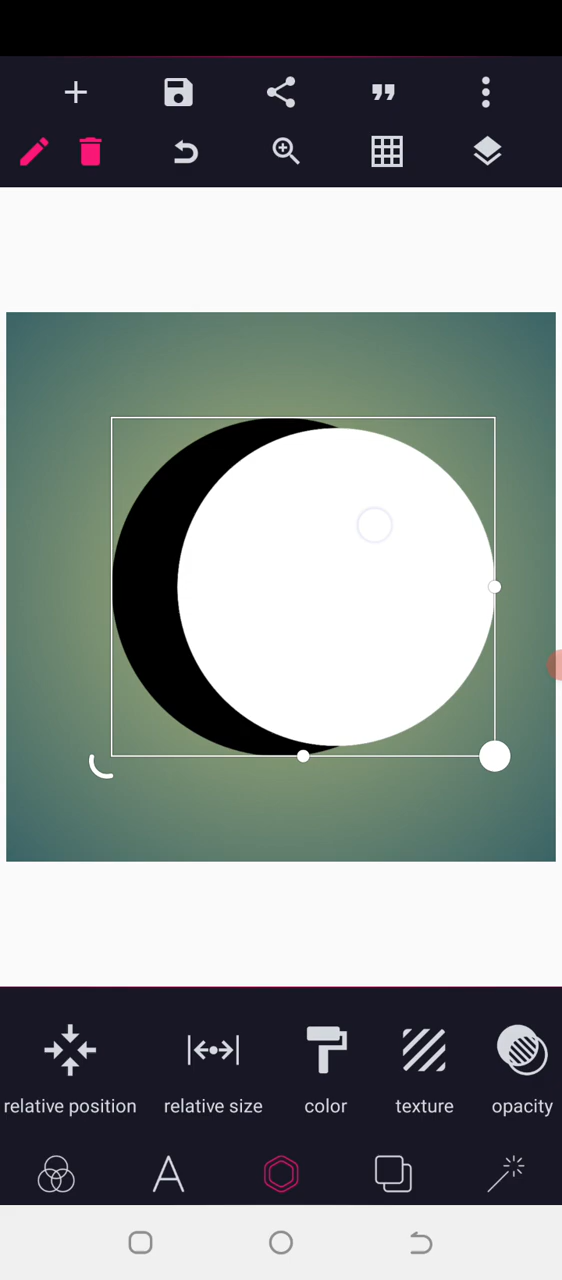 relative position
relative size
color
texture
opacity